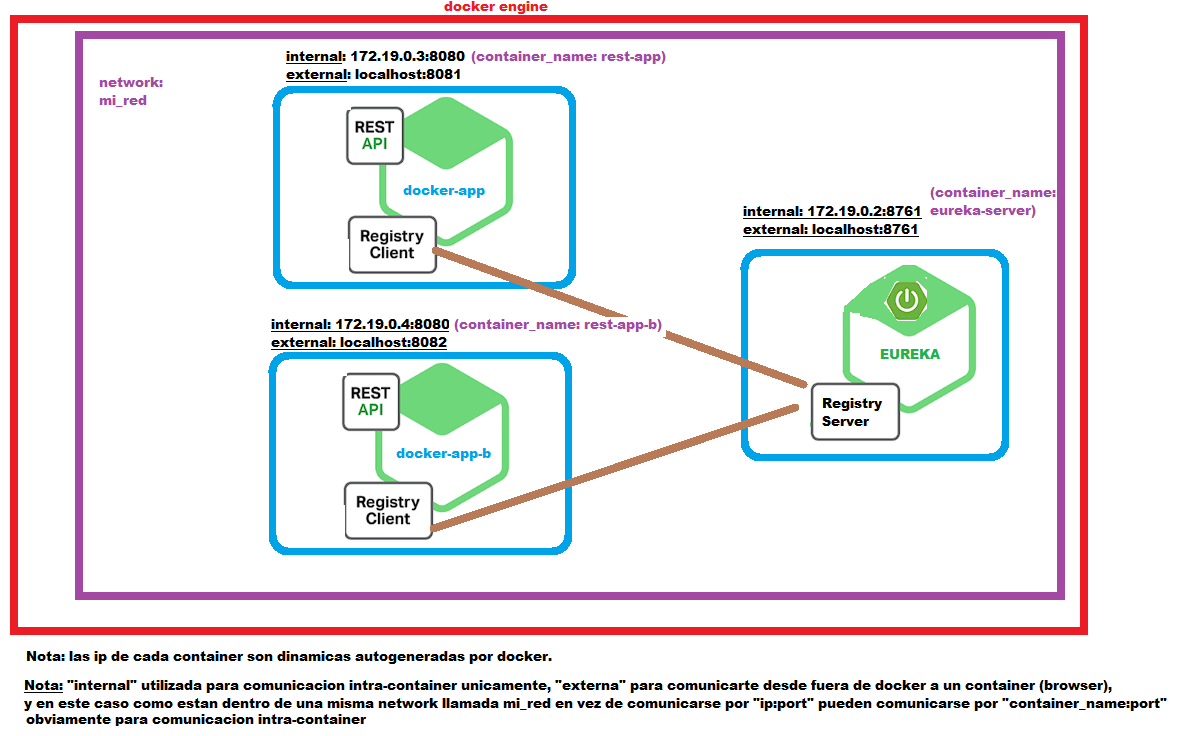 docker engine
network:
mi_red
internal: 172.19.0.3:8080 (container_name: rest-app)
external: localhost:8081
REST
API
docker-app
Registry
Client
(container_name:
eureka-server)
internal: 172.19.0.2:8761
external: localhost:8761
EUREKA
Registry
Server
internal: 172.19.0.4:8080 (container_name: rest-app-b)
external: localhost:8082
REST
API
docker-app-b
Registry
Client
Nota: las ip de cada container son dinamicas autogeneradas por docker.
Nota: "internal" utilizada para comunicacion intra-container unicamente, "externa" para comunicarte desde fuera de docker a un container (browser),
y en este caso como estan dentro de una misma network llamada mi_red en vez de comunicarse por "ip:port" pueden comunicarse por "container_name:port"
obviamente para comunicacion intra-container